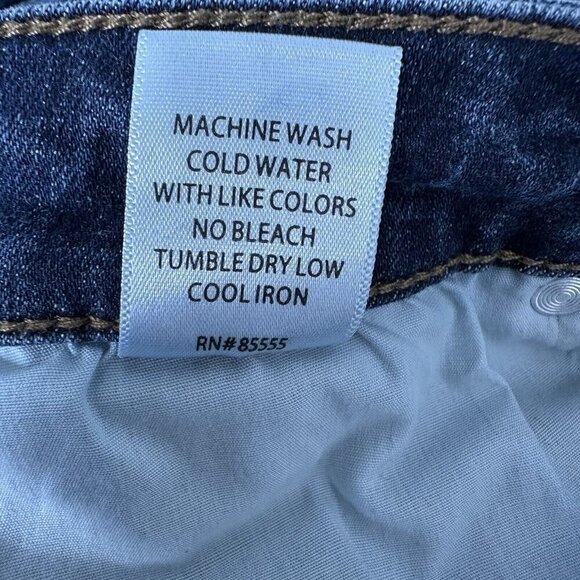 MACHINE WASH
COLD WATER
WITH LIKE COLORS
NO BLEACH
TUMBLE DRY LOW
COOL IRON
RN# 85555